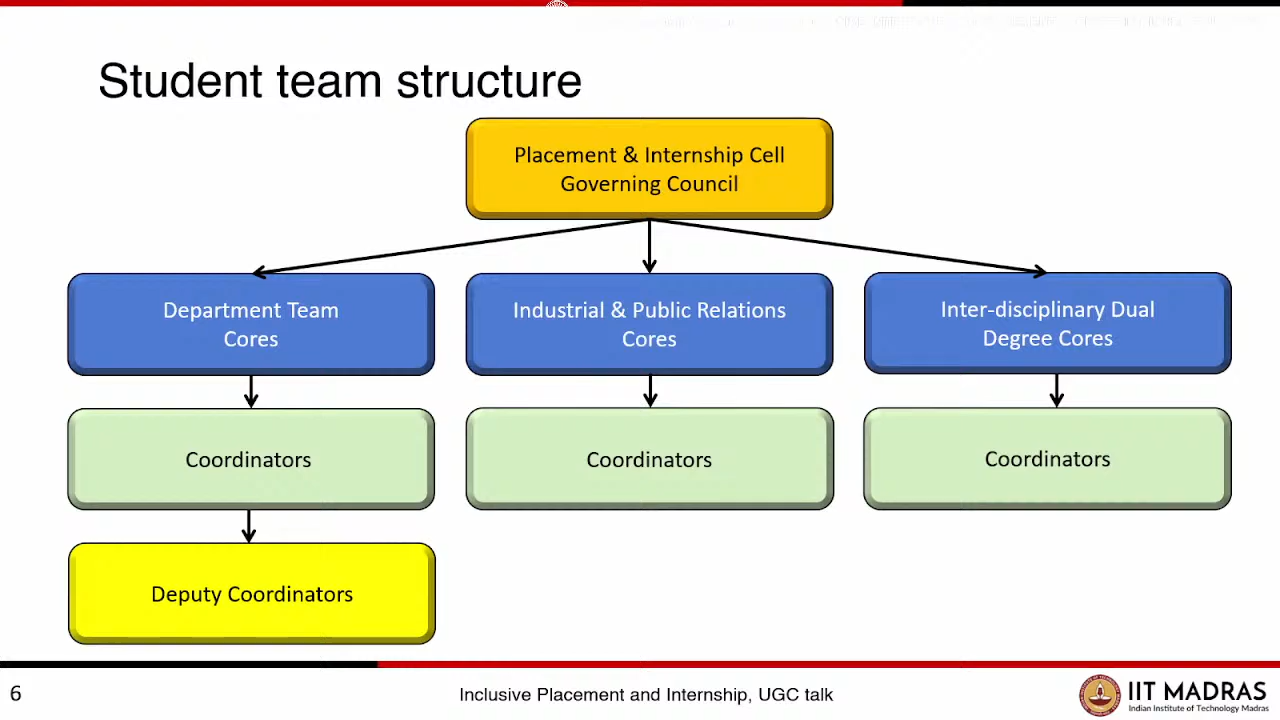 Student team structure
Placement & Internship Cell
Governing Council
Department Team
Cores
Industrial & Public Relations
Cores
Inter-disciplinary Dual
Degree Cores
Coordinators
Coordinators
Coordinators
Deputy Coordinators
6
Inclusive Placement and Internship, UGC talk
IIT MADRAS
Indian Institute of Technology Madras